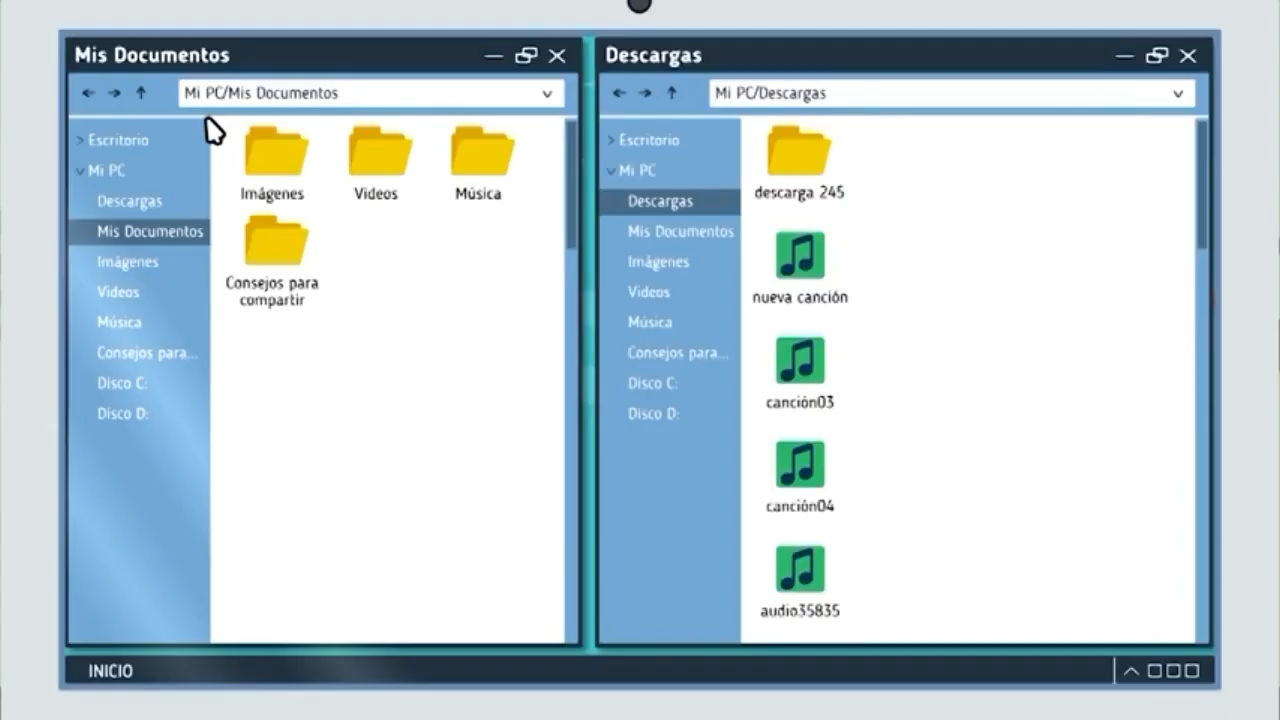 Mis Documentos
Mi PC/Mis Documentos
Escritorio
Mi PC
Descargas
Mis Documentos
Imágenes
Videos
Música
Consejos para...
Disco C:
Disco D:
Imágenes
Videos
Música
Consejos para
compartir
Descargas
Mi PC/Descargas
Escritorio
Mi PC
Descargas
Mis Documentos
Imágenes
Videos
Música
Consejos para...
Disco C:
Disco D:
descarga 245
nueva canción
canción03
canción04
audio35835
INICIO